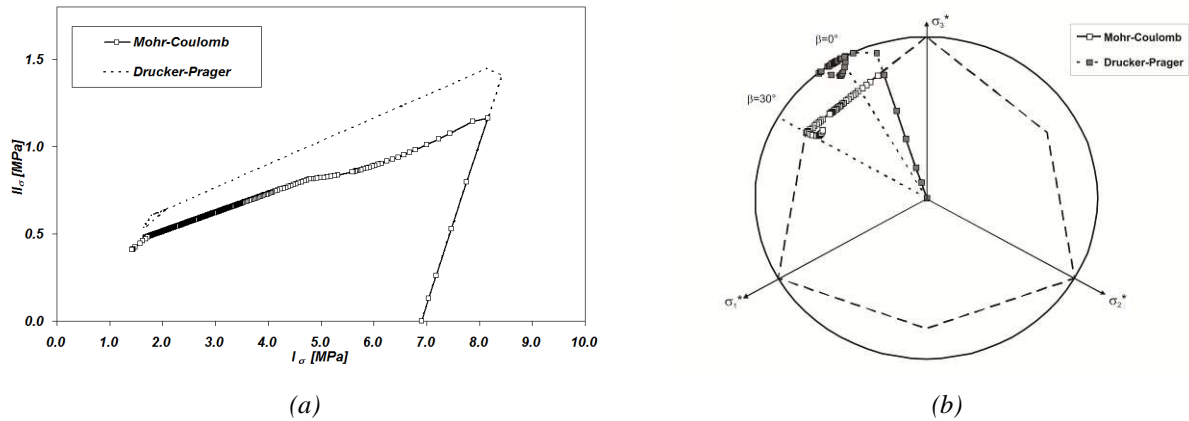 Mohr-Coulomb
Drucker-Prager
1.5
1.0
0.5
0.0
II σ [MPa]
0.0 1.0 2.0 3.0 4.0 5.0 6.0 7.0 8.0 9.0 10.0
I σ [MPa]
(a)
σ3*
Mohr-Coulomb
Drucker-Prager
β=0°
β=30°
σ1*
σ2*
(b)